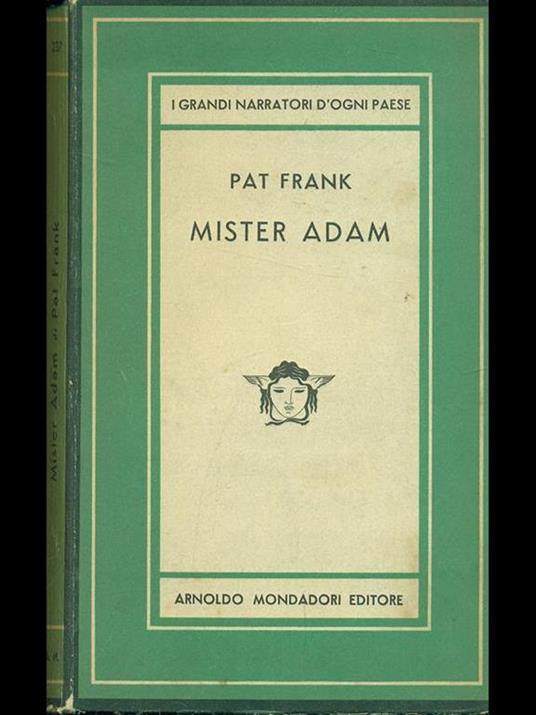 I GRANDI NARRATORI D'OGNI PAESE
PAT FRANK
MISTER ADAM
ARNOLDO MONDADORI EDITORE
Mister Adam di Pat Frank